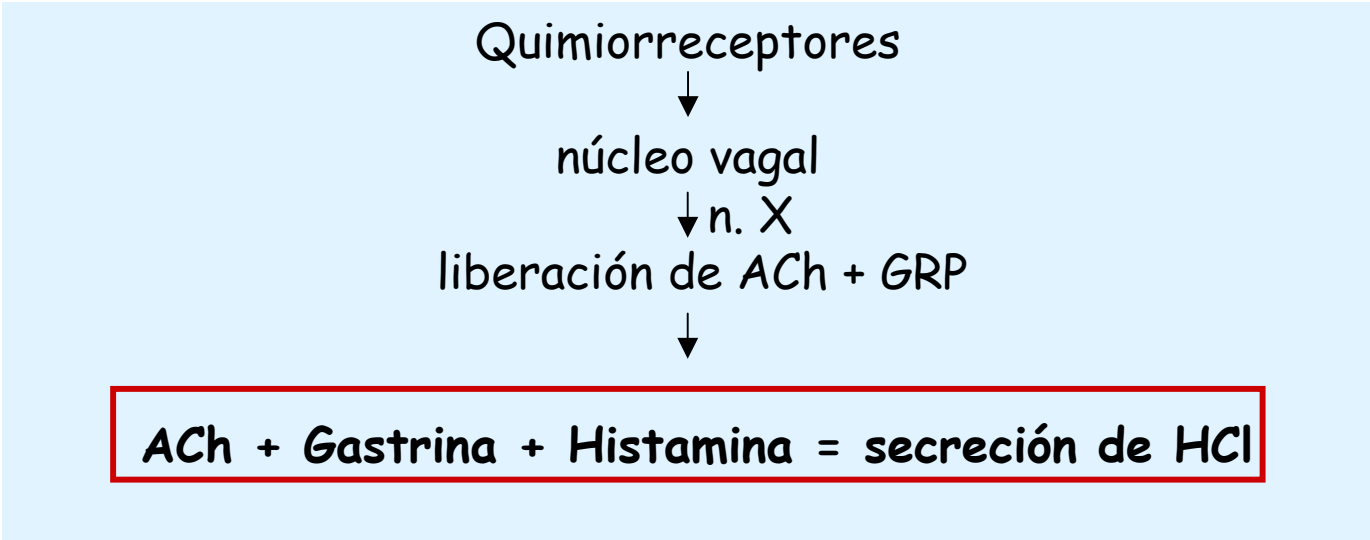 Quimiorreceptores
núcleo vagal
n. X
liberación de ACh + GRP
ACh + Gastrina + Histamina = secreción de HCl